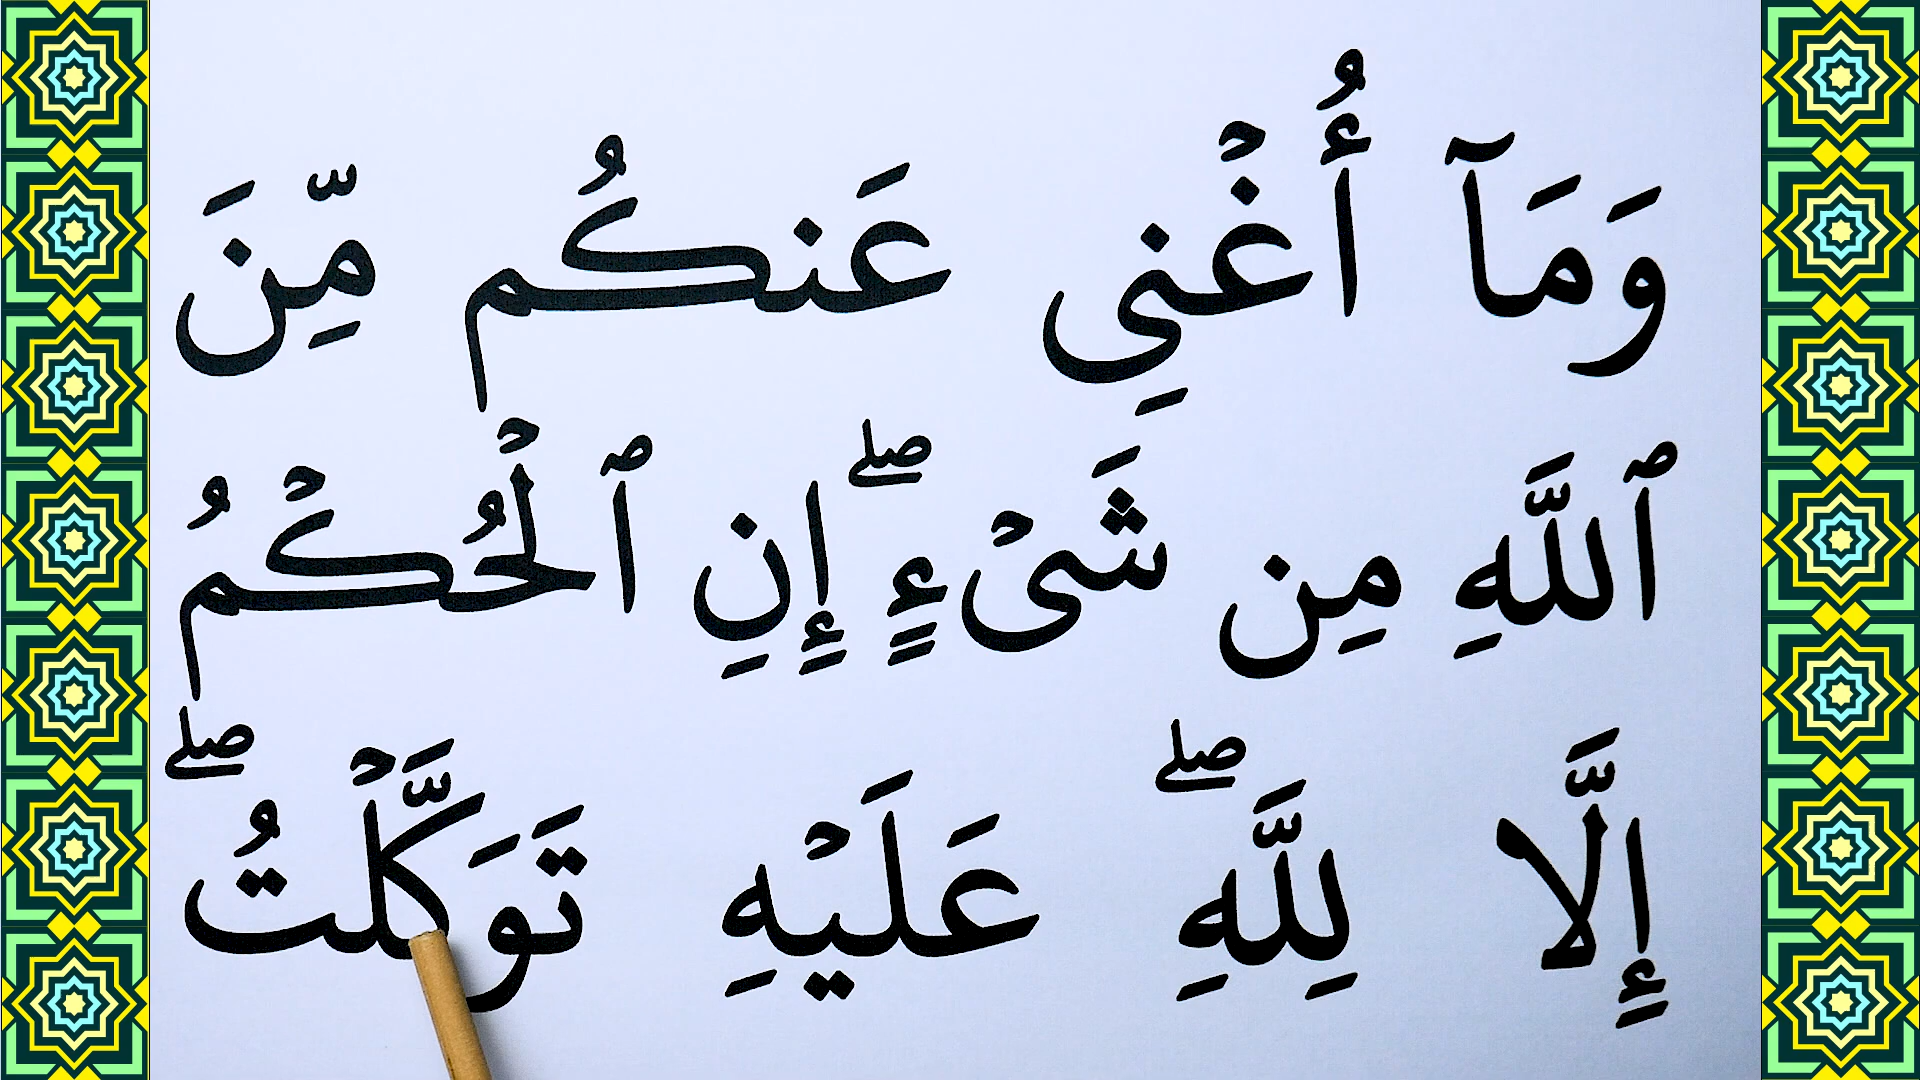 وَمَآ أُغْنِى عَنكُم مِّنَ
ٱللَّهِ مِن شَىْءٍ ۖ إِنِ ٱلْحُكْمُ
إِلَّا لِلَّهِ ۖ عَلَيْهِ تَوَكَّلْتُ ۖ